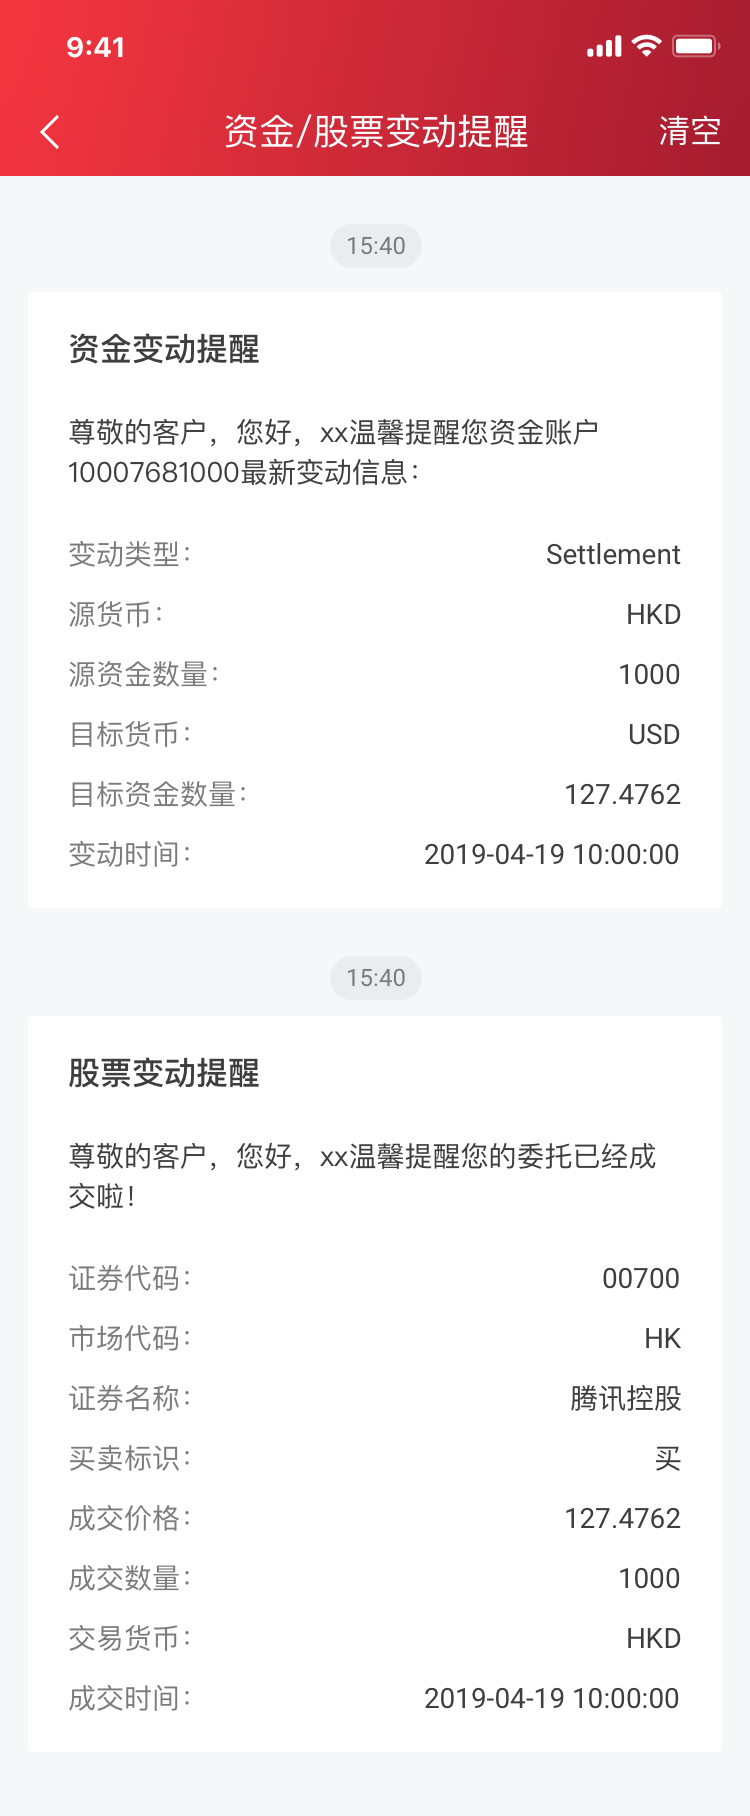 9:41
资金/股票变动提醒
清空
15:40
资金变动提醒
尊敬的客户，您好，xx温馨提醒您资金账户
10007681000最新变动信息：
变动类型： Settlement
源货币： HKD
源资金数量： 1000
目标货币： USD
目标资金数量： 127.4762
变动时间： 2019-04-19 10:00:00
15:40
股票变动提醒
尊敬的客户，您好，xx温馨提醒您的委托已经成
交啦！
证券代码： 00700
市场代码： HK
证券名称： 腾讯控股
买卖标识： 买
成交价格： 127.4762
成交数量： 1000
交易货币： HKD
成交时间： 2019-04-19 10:00:00